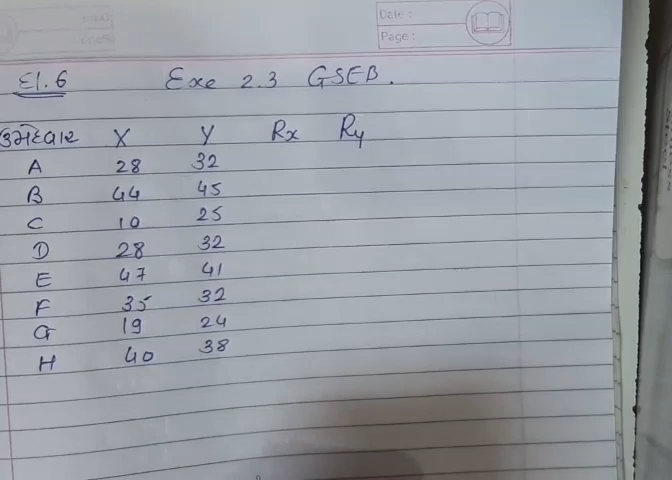 Date :
Page :
દા.6 Exe 2.3 GSEB.
ઉમેદવાર X Y Rx Ry
A 28 32
B 44 45
C 10 25
D 28 32
E 47 41
F 35 32
G 19 24
H 40 38